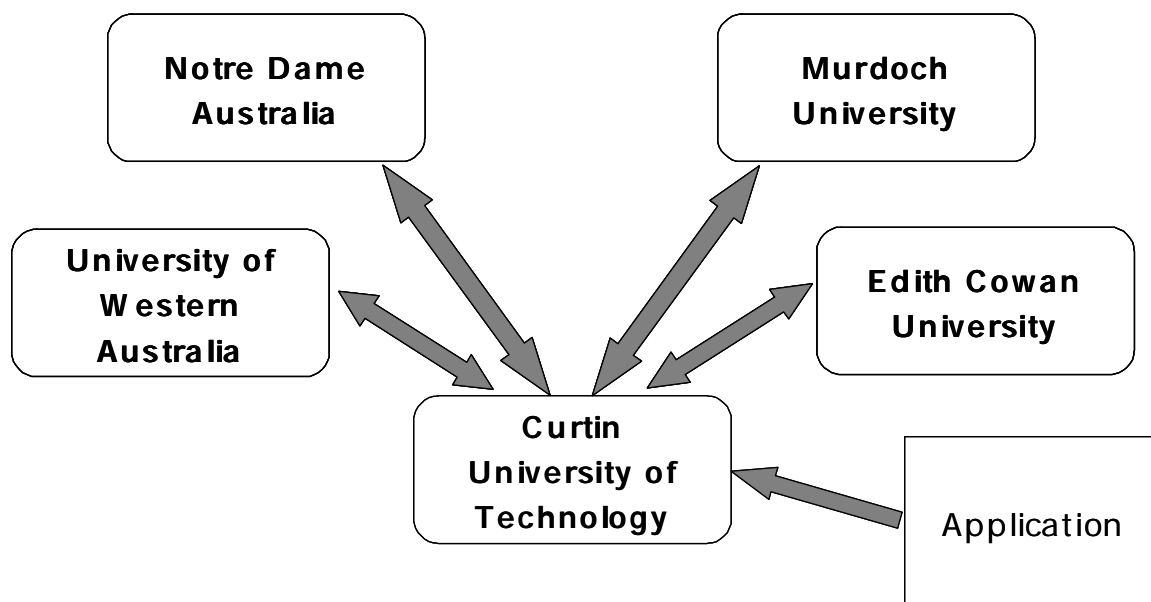 Notre Dame
Australia
Murdoch
University
University of
Western
Australia
Edith Cowan
University
Curtin
University of
Technology
Application